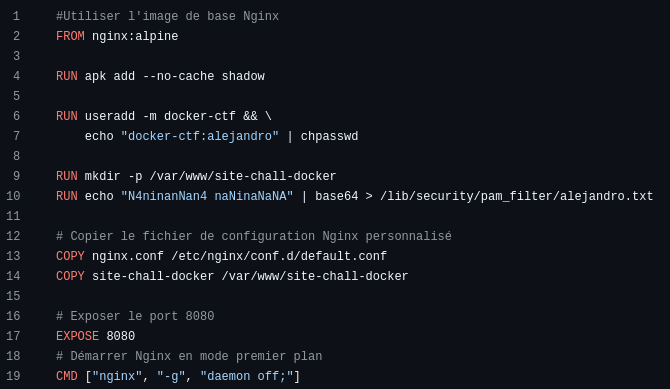 1 #Utiliser l'image de base Nginx
2 FROM nginx:alpine
3
4 RUN apk add --no-cache shadow
5
6 RUN useradd -m docker-ctf && \
7     echo "docker-ctf:alejandro" | chpasswd
8
9 RUN mkdir -p /var/www/site-chall-docker
10 RUN echo "N4ninanNan4 naNinaNaNA" | base64 > /lib/security/pam_filter/alejandro.txt
11
12 # Copier le fichier de configuration Nginx personnalisé
13 COPY nginx.conf /etc/nginx/conf.d/default.conf
14 COPY site-chall-docker /var/www/site-chall-docker
15
16 # Exposer le port 8080
17 EXPOSE 8080
18 # Démarrer Nginx en mode premier plan
19 CMD ["nginx", "-g", "daemon off;"]